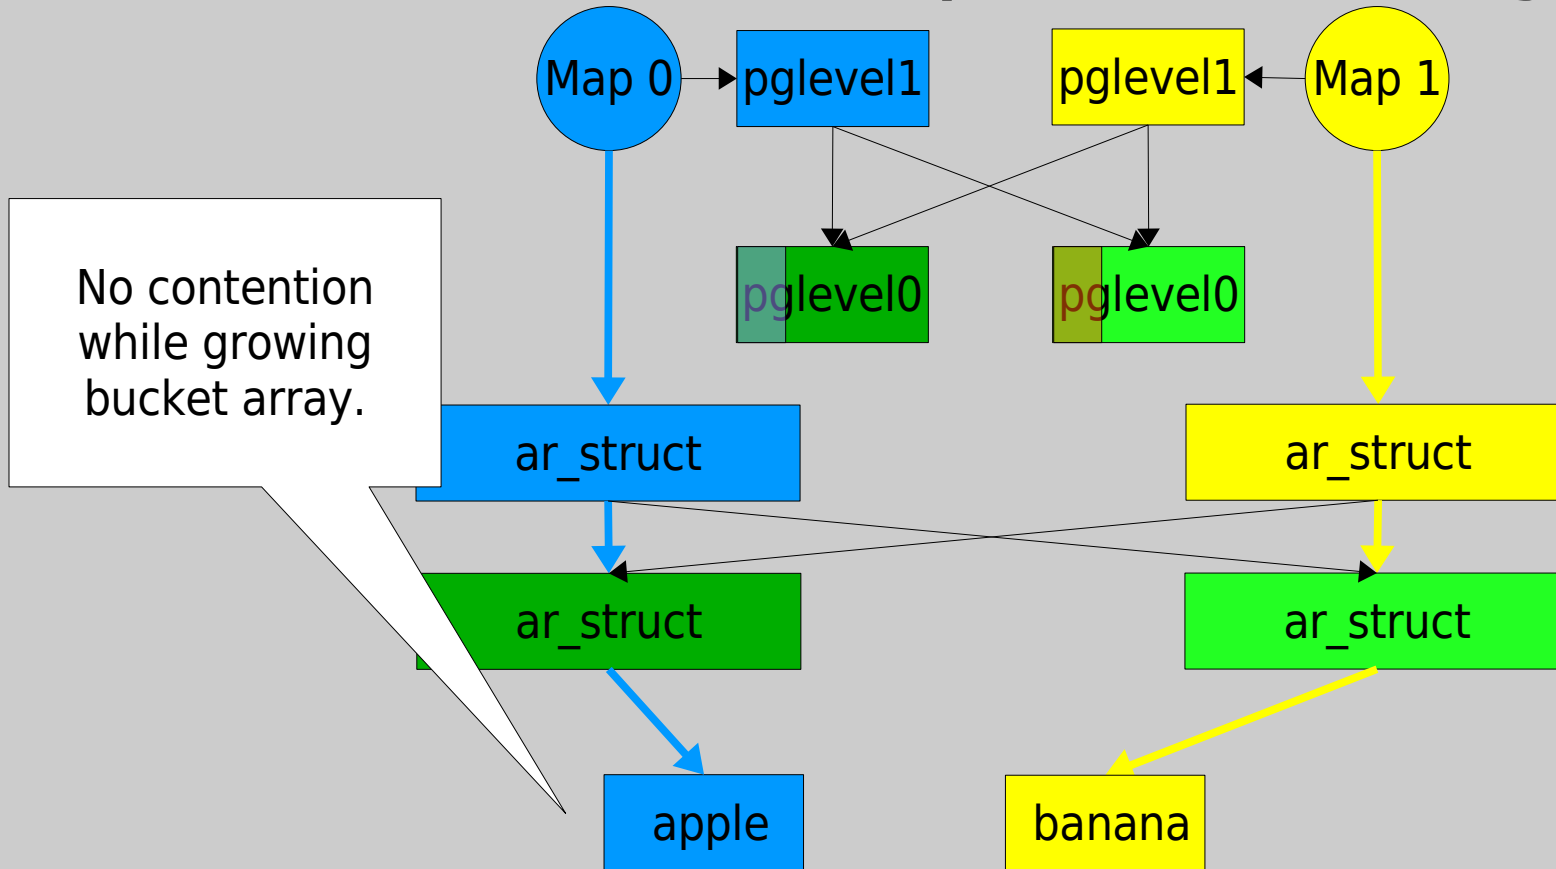 Map 0
pglevel1
pglevel1
Map 1
No contention
while growing
bucket array.
pglevel0
pglevel0
ar_struct
ar_struct
ar_struct
ar_struct
apple
banana